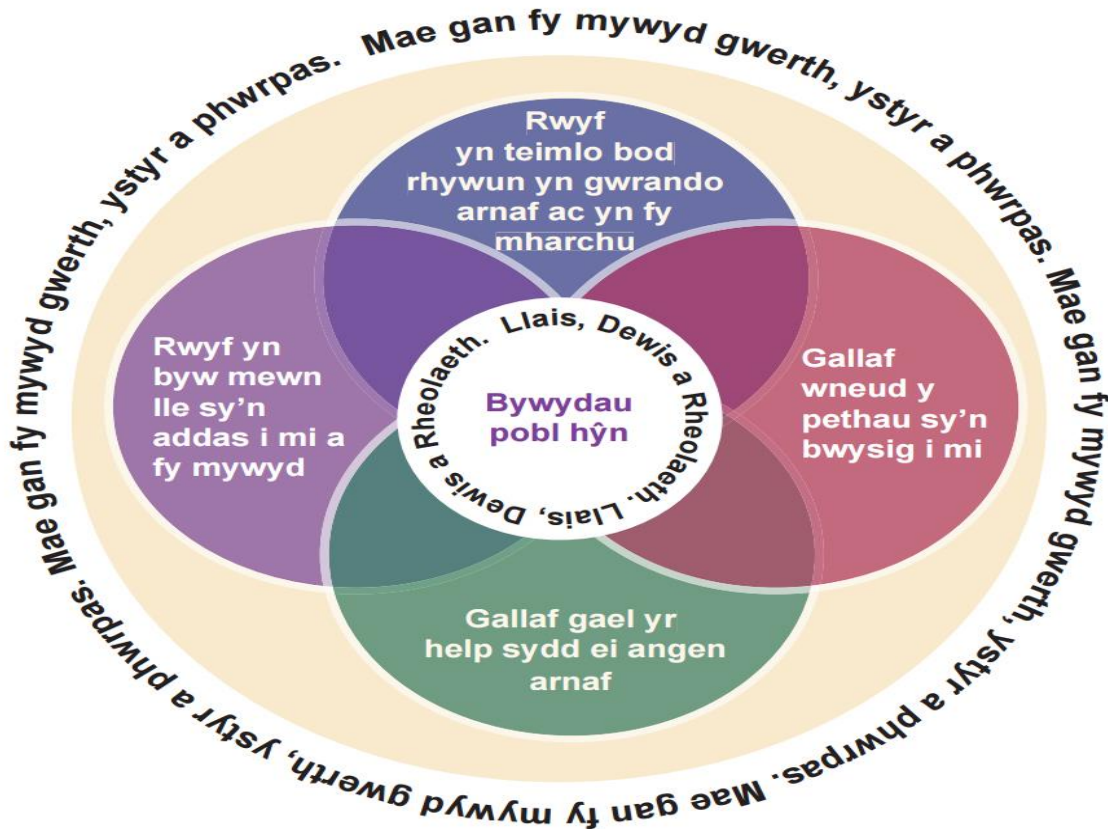 Mae gan fy mywyd gwerth, ystyr a phwrpas. Mae gan fy mywyd gwerth, ystyr a phwrpas. Mae gan fy mywyd gwerth, ystyr a phwrpas. Mae gan fy mywyd gwerth, ystyr a phwrpas.
Rwyf
yn teimlo bod
rhywun yn gwrando
arnaf ac yn fy
mharchu
Rwyf yn
byw mewn
lle sy’n
addas i mi a
fy mywyd
Llais, Dewis a Rheolaeth. Llais, Dewis a Rheolaeth.
Bywydau
pobl hŷn
Gallaf
wneud y
pethau sy’n
bwysig i mi
Gallaf gael yr
help sydd ei angen
arnaf